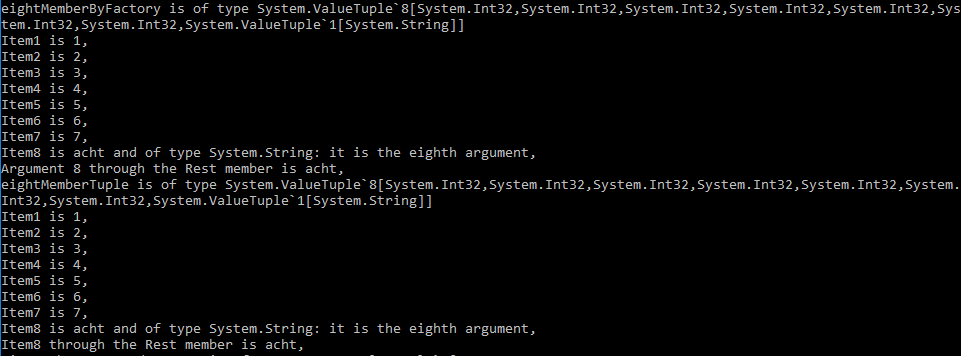 eightMemberByFactory is of type System.ValueTuple`8[System.Int32,System.Int32,System.Int32,System.Int32,System.Int32,Sys
tem.Int32,System.Int32,System.ValueTuple`1[System.String]]
Item1 is 1,
Item2 is 2,
Item3 is 3,
Item4 is 4,
Item5 is 5,
Item6 is 6,
Item7 is 7,
Item8 is acht and of type System.String: it is the eighth argument,
Argument 8 through the Rest member is acht,
eightMemberTuple is of type System.ValueTuple`8[System.Int32,System.Int32,System.Int32,System.Int32,System.Int32,System.
Int32,System.Int32,System.ValueTuple`1[System.String]]
Item1 is 1,
Item2 is 2,
Item3 is 3,
Item4 is 4,
Item5 is 5,
Item6 is 6,
Item7 is 7,
Item8 is acht and of type System.String: it is the eighth argument,
Item8 through the Rest member is acht,